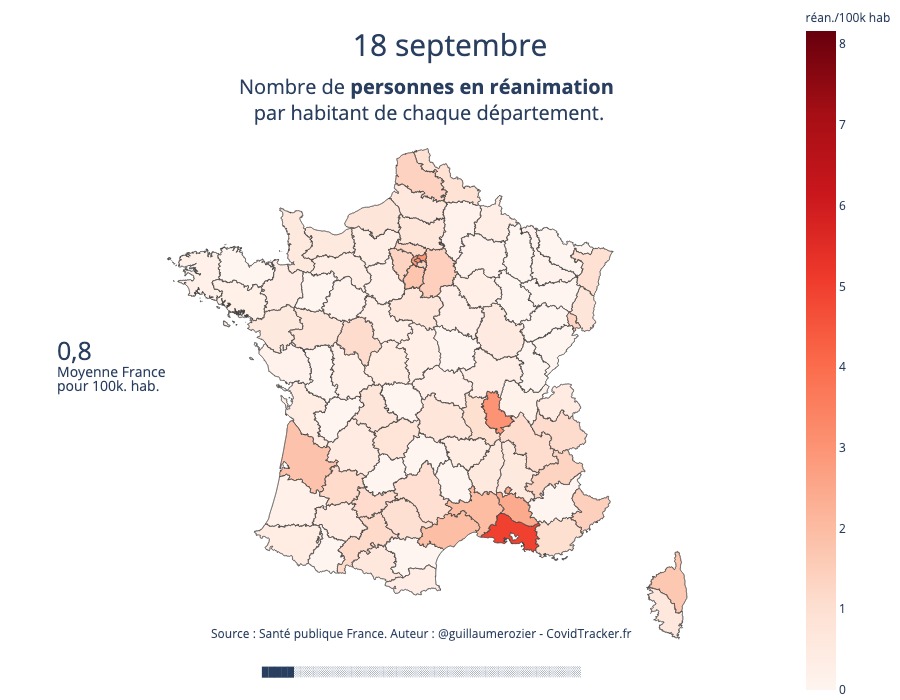 réan./100k hab
18 septembre
Nombre de personnes en réanimation
par habitant de chaque département.
8
7
6
5
4
3
2
1
0
0,8
Moyenne France
pour 100k. hab.
Source : Santé publique France. Auteur : @guillaumerozier - CovidTracker.fr